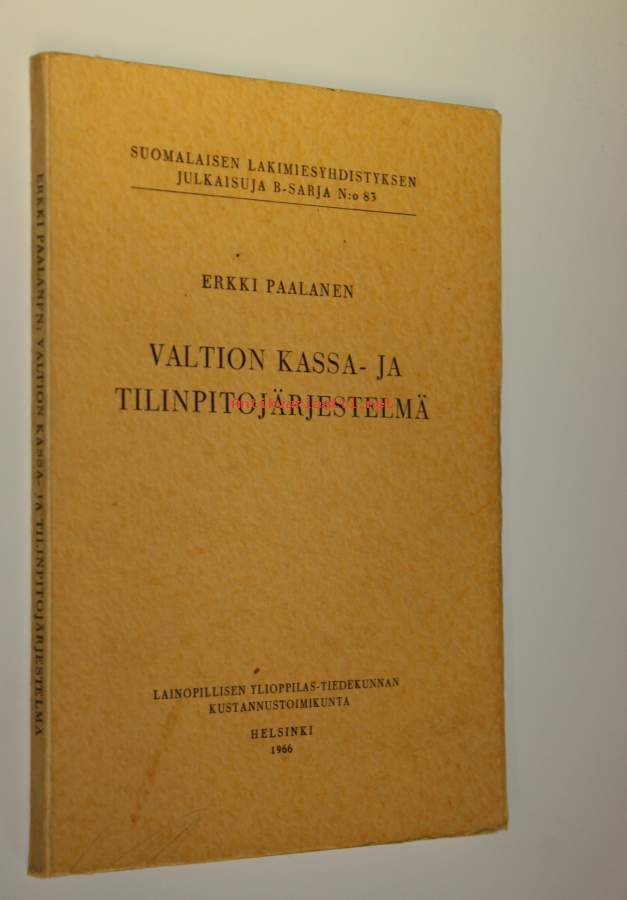 SUOMALAISEN LAKIMIESYHDISTYKSEN
JULKAISUJA B-SARJA N:o 83
ERKKI PAALANEN
VALTION KASSA- JA
TILINPITOJÄRJESTELMÄ
LAINOPILLISEN YLIOPPILAS-TIEDEKUNNAN
KUSTANNUSTOIMIKUNTA
HELSINKI
1966
ERKKI PAALANEN: VALTION KASSA- JA TILINPITOJÄRJESTELMÄ